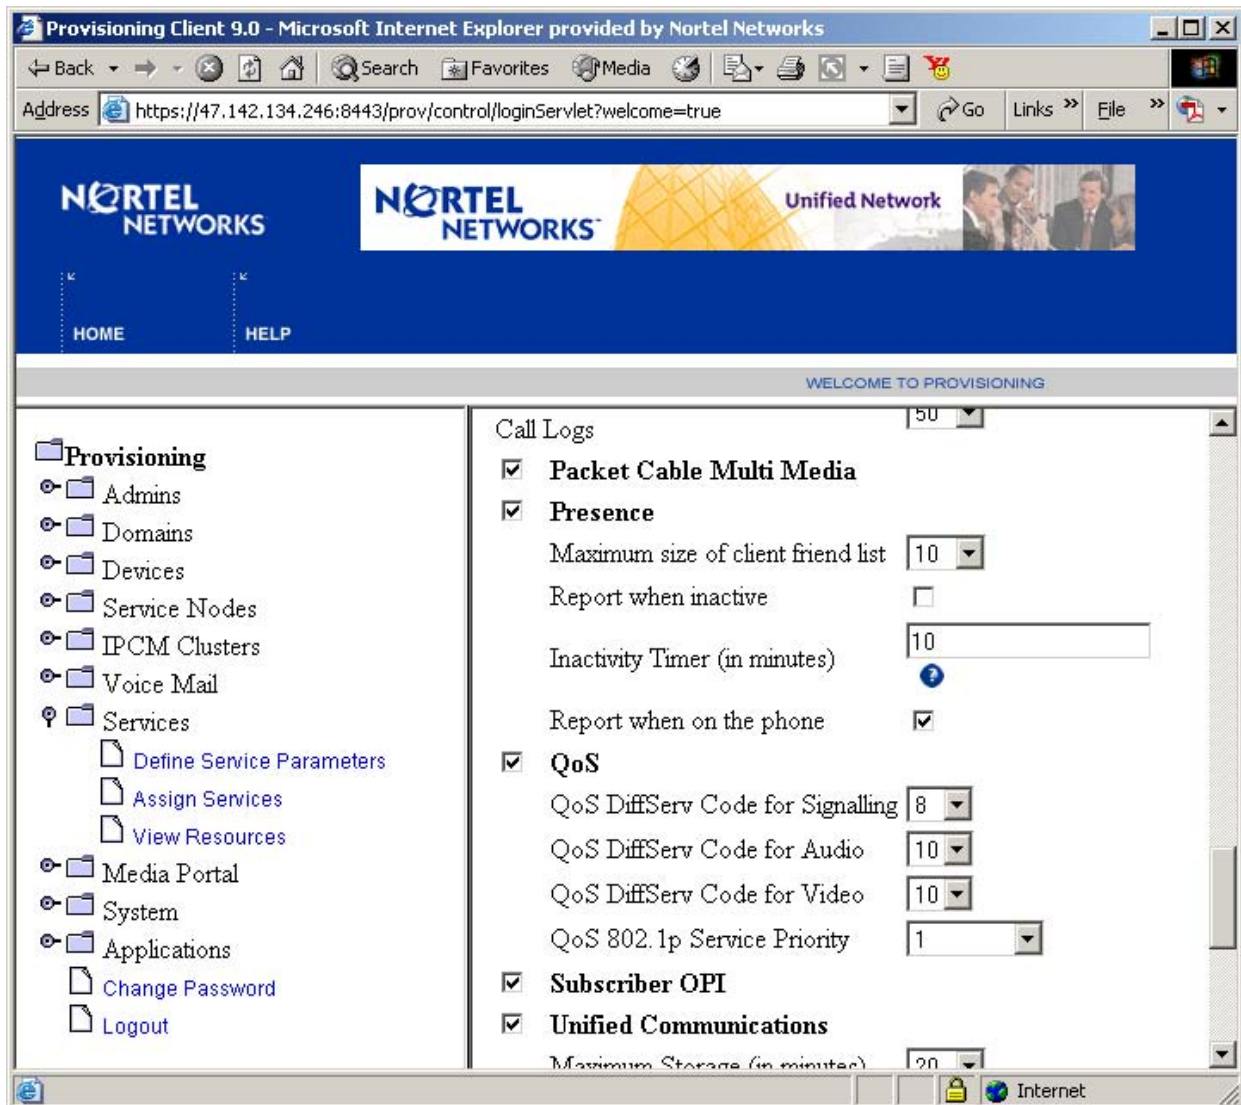 Provisioning Client 9.0 - Microsoft Internet Explorer provided by Nortel Networks
Back Search Favorites Media
Address https://47.142.134.246:8443/prov/control/loginServlet?welcome=true Go Links » File »
NORTEL NETWORKS
NORTEL NETWORKS Unified Network
HOME HELP
WELCOME TO PROVISIONING
Provisioning
Admins
Domains
Devices
Service Nodes
IPCM Clusters
Voice Mail
Services
Define Service Parameters
Assign Services
View Resources
Media Portal
System
Applications
Change Password
Logout
Call Logs 50
Packet Cable Multi Media
Presence
Maximum size of client friend list 10
Report when inactive
Inactivity Timer (in minutes) 10
?
Report when on the phone
QoS
QoS DiffServ Code for Signalling 8
QoS DiffServ Code for Audio 10
QoS DiffServ Code for Video 10
QoS 802.1p Service Priority 1
Subscriber OPI
Unified Communications
Maximum Storage (in minutes) 20
Internet